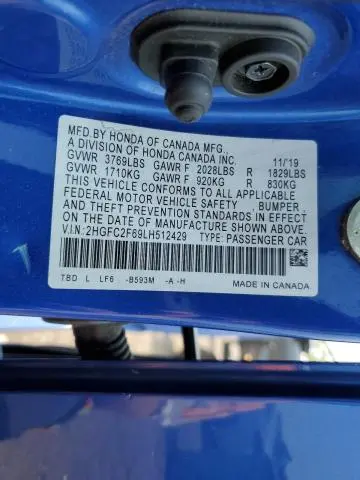 MFD.BY HONDA OF CANADA MFG.,
A DIVISION OF HONDA CANADA INC. 11/'19
GVWR 3769LBS GAWR F 2028LBS R 1829LBS
GVWR 1710KG GAWR F 920KG R 830KG
THIS VEHICLE CONFORMS TO ALL APPLICABLE
FEDERAL MOTOR VEHICLE SAFETY , BUMPER ,
AND THEFT PREVENTION STANDARDS IN EFFECT
ON THE DATE OF MANUFACTURE SHOWN ABOVE.
V.I.N: 2HGFC2F69LH512429 TYPE: PASSENGER CAR
TBD L LF6 -B593M -A -H
MADE IN CANADA